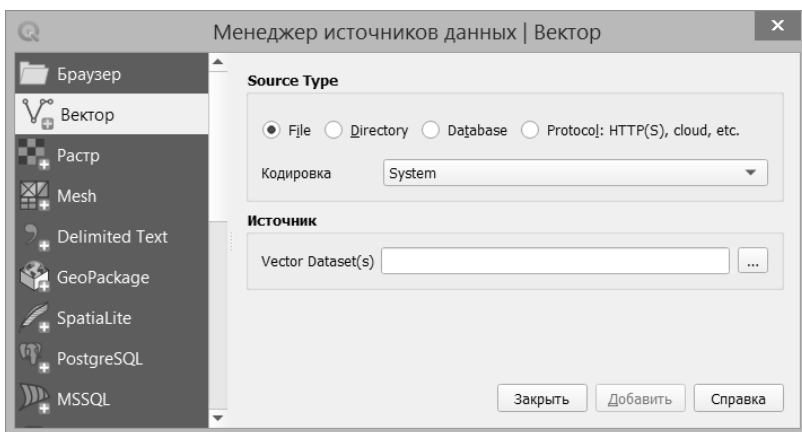 Менеджер источников данных | Вектор
Браузер
Вектор
Растр
Mesh
Delimited Text
GeoPackage
SpatiaLite
PostgreSQL
MSSQL
Source Type
File Directory Database Protocol: HTTP(S), cloud, etc.
Кодировка System
Источник
Vector Dataset(s) ...
Закрыть Добавить Справка